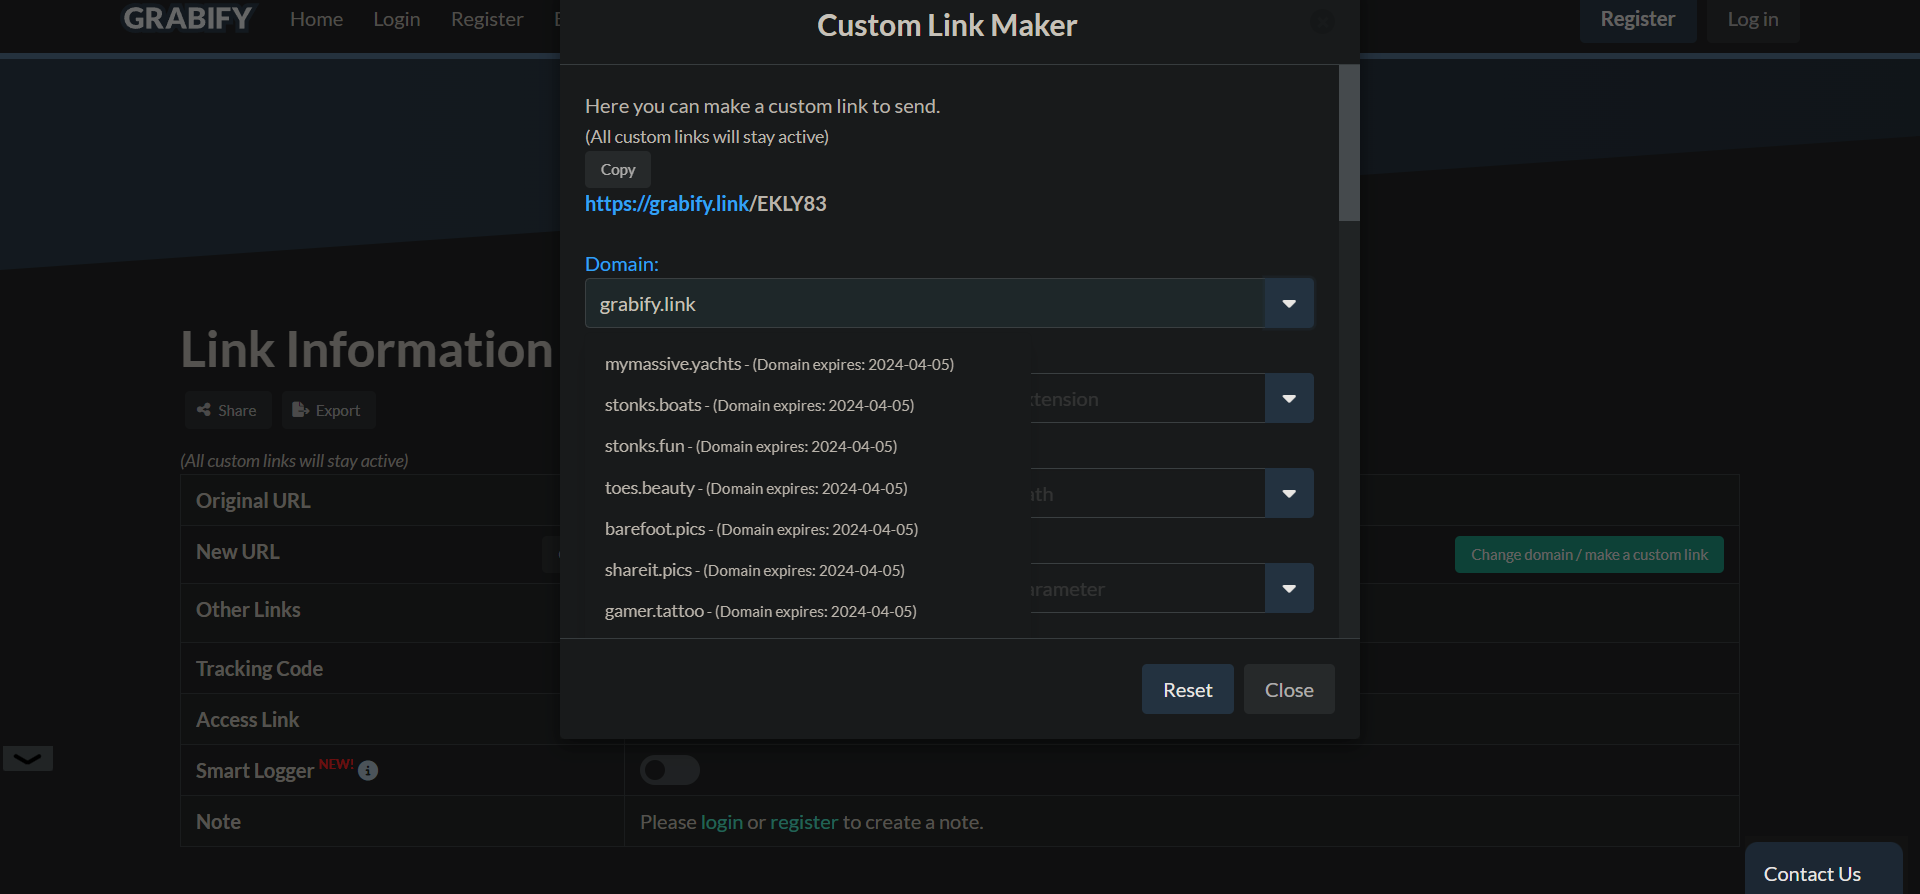 GRABIFY
Home
Login
Register
Register
Log in
Custom Link Maker
Here you can make a custom link to send.
(All custom links will stay active)
Copy
https://grabify.link/EKLY83
Domain:
grabify.link
mymassive.yachts - (Domain expires: 2024-04-05)
stonks.boats - (Domain expires: 2024-04-05)
stonks.fun - (Domain expires: 2024-04-05)
toes.beauty - (Domain expires: 2024-04-05)
barefoot.pics - (Domain expires: 2024-04-05)
shareit.pics - (Domain expires: 2024-04-05)
gamer.tattoo - (Domain expires: 2024-04-05)
Reset
Close
Link Information
Share
Export
(All custom links will stay active)
Original URL
New URL
Change domain / make a custom link
Other Links
Tracking Code
Access Link
Smart Logger NEW!
Note
Please login or register to create a note.
Contact Us